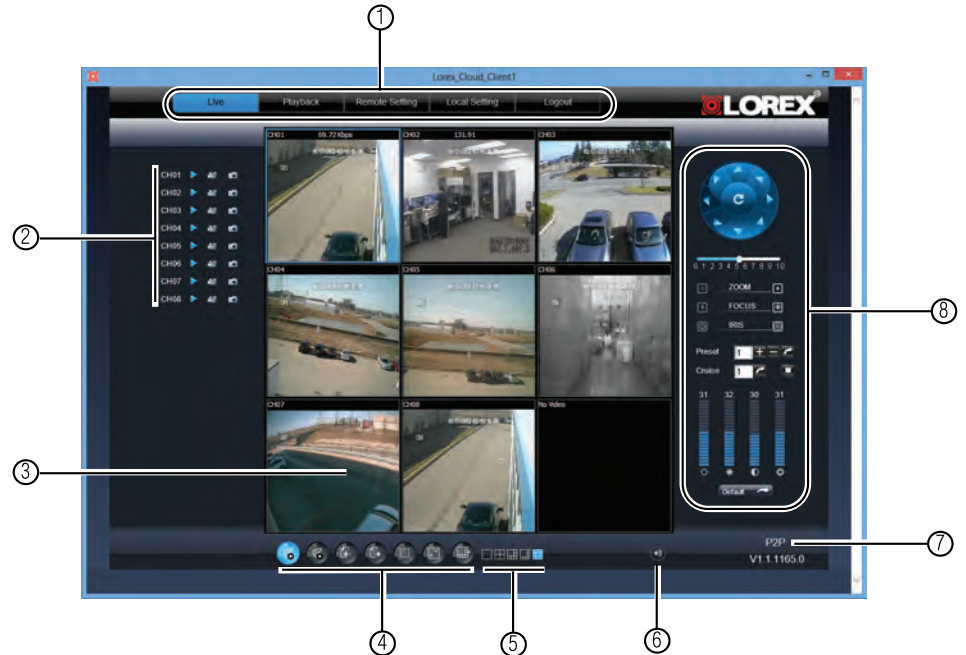 1
Lorex_Cloud_Client1
Live Playback Remote Setting Local Setting Logout
LOREX
CH01 69.72Kbps
CH02 131.91
CH03
CH04
CH05
CH06
CH07
CH08
No Video
2
CH01
CH02
CH03
CH04
CH05
CH06
CH07
CH08
3
0 1 2 3 4 5 6 7 8 9 10
ZOOM
FOCUS
IRIS
Preset 1
Cruise 1
31 32 30 31
Default
8
P2P
7
V1.1.1165.0
4
5
6